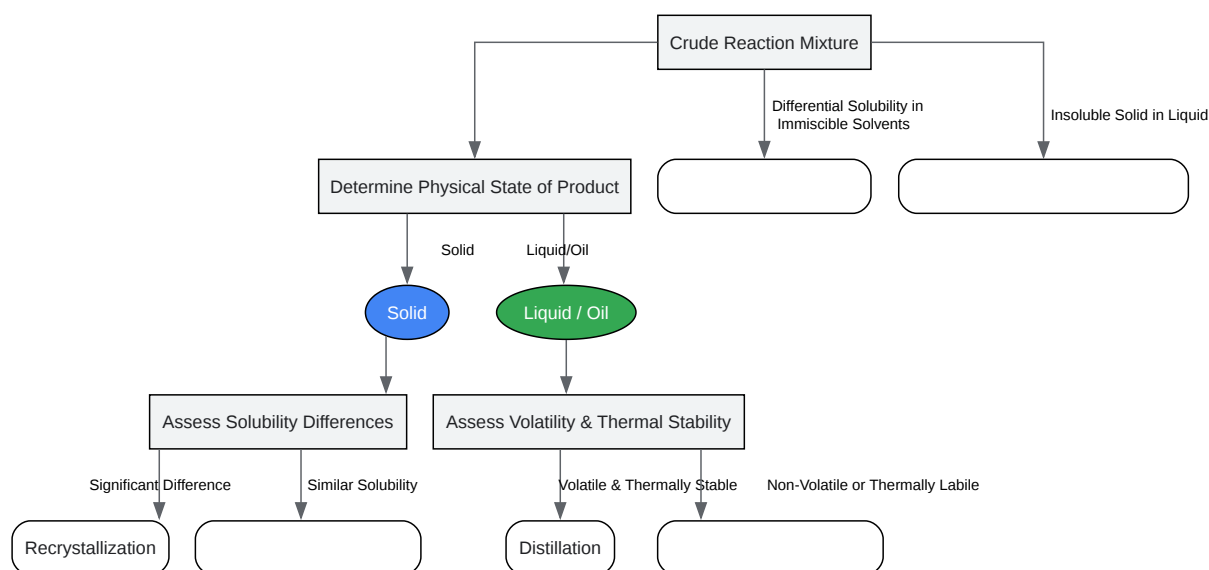 Crude Reaction Mixture
Differential Solubility in
Immiscible Solvents
Insoluble Solid in Liquid
Determine Physical State of Product
Solid
Liquid/Oil
Solid
Liquid / Oil
Assess Solubility Differences
Assess Volatility & Thermal Stability
Significant Difference
Similar Solubility
Volatile & Thermally Stable
Non-Volatile or Thermally Labile
Recrystallization
Distillation